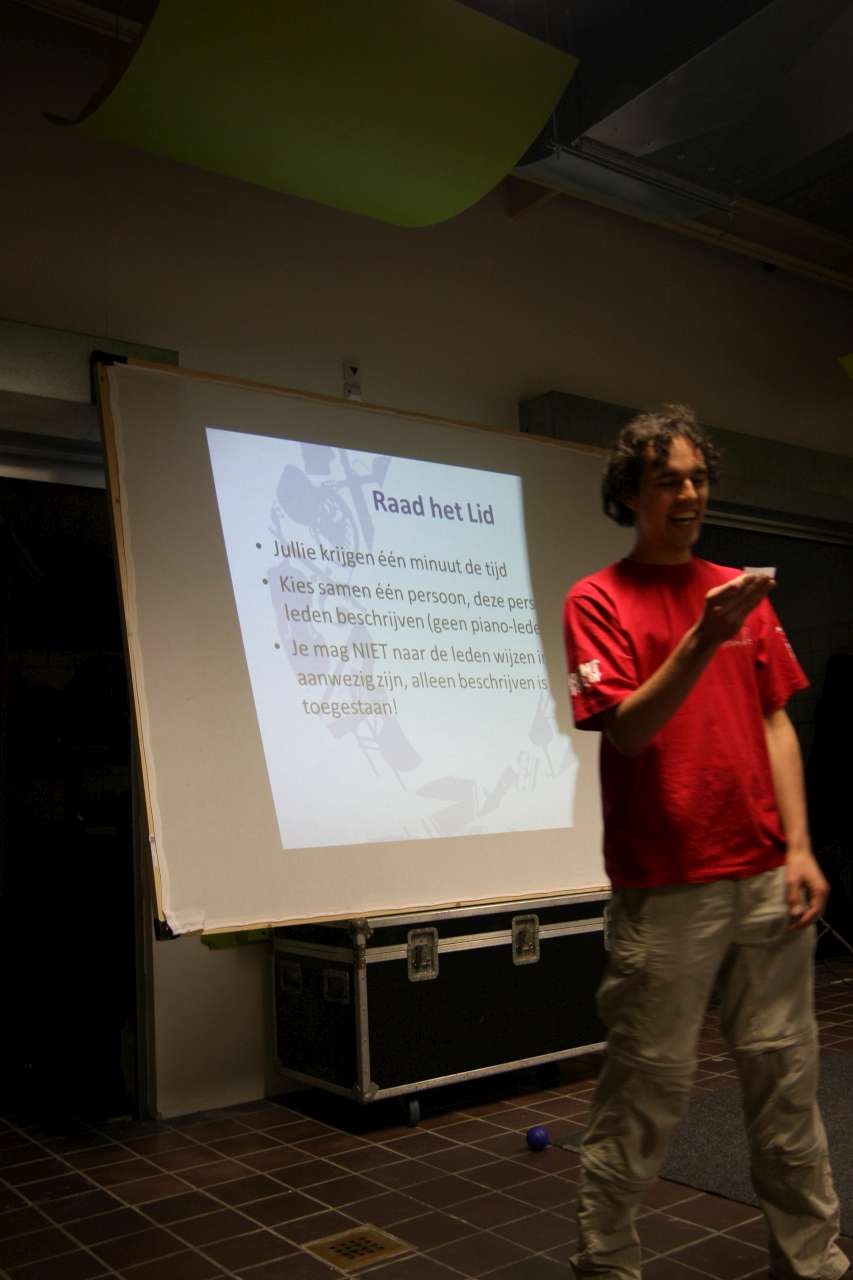 Raad het Lid
• Jullie krijgen één minuut de tijd
• Kies samen één persoon, deze pers
leden beschrijven (geen piano-lede
• Je mag NIET naar de leden wijzen i
aanwezig zijn, alleen beschrijven is
toegestaan!